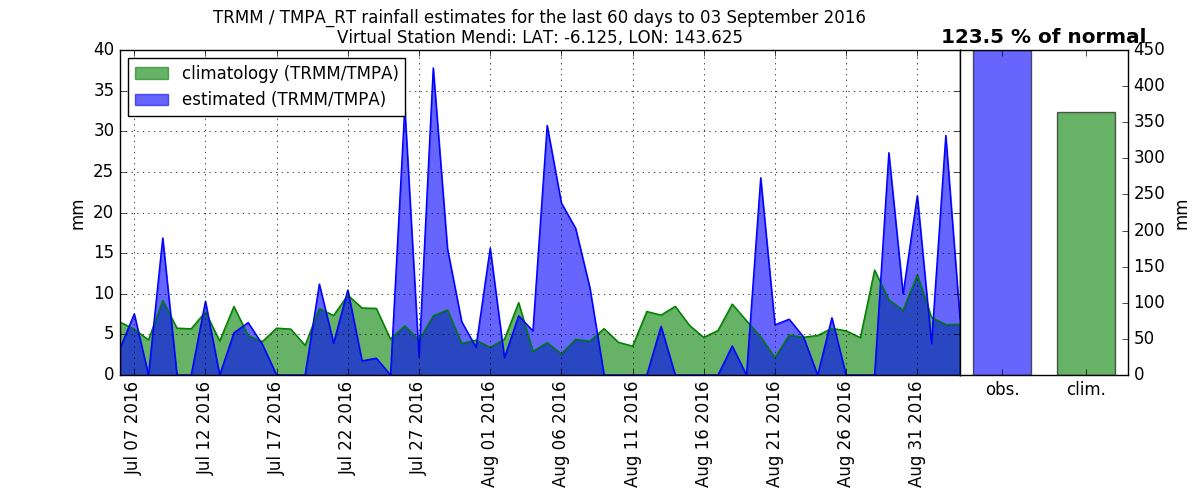 TRMM / TMPA_RT rainfall estimates for the last 60 days to 03 September 2016
Virtual Station Mendi: LAT: -6.125, LON: 143.625
123.5 % of normal
climatology (TRMM/TMPA)
estimated (TRMM/TMPA)
mm
40
35
30
25
20
15
10
5
0
Jul 07 2016
Jul 12 2016
Jul 17 2016
Jul 22 2016
Jul 27 2016
Aug 01 2016
Aug 06 2016
Aug 11 2016
Aug 16 2016
Aug 21 2016
Aug 26 2016
Aug 31 2016
450
400
350
300
250
200
150
100
50
0
mm
obs.
clim.